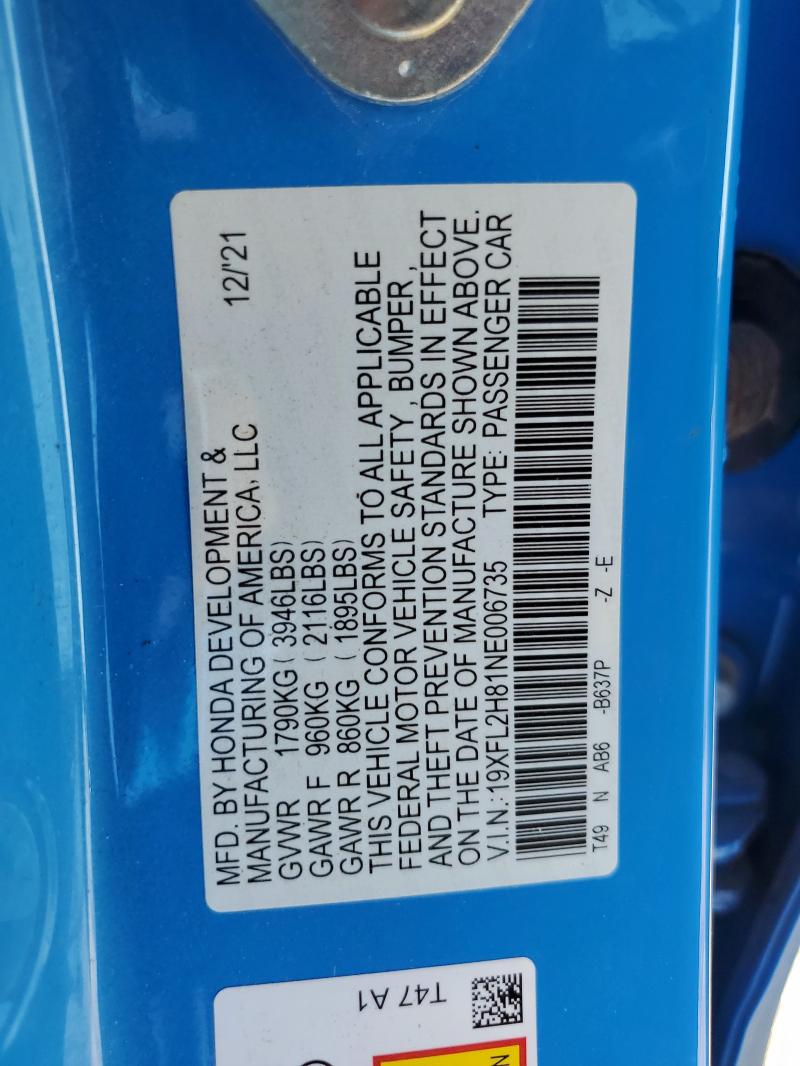 MFD. BY HONDA DEVELOPMENT &
MANUFACTURING OF AMERICA, LLC 12/'21
GVWR 1790KG ( 3946LBS)
GAWR F 960KG ( 2116LBS)
GAWR R 860KG ( 1895LBS)
THIS VEHICLE CONFORMS TO ALL APPLICABLE
FEDERAL MOTOR VEHICLE SAFETY , BUMPER ,
AND THEFT PREVENTION STANDARDS IN EFFECT
ON THE DATE OF MANUFACTURE SHOWN ABOVE.
V.I.N.:19XFL2H81NE006735 TYPE: PASSENGER CAR
T49 N AB6 -B637P -Z -E
T47 A1